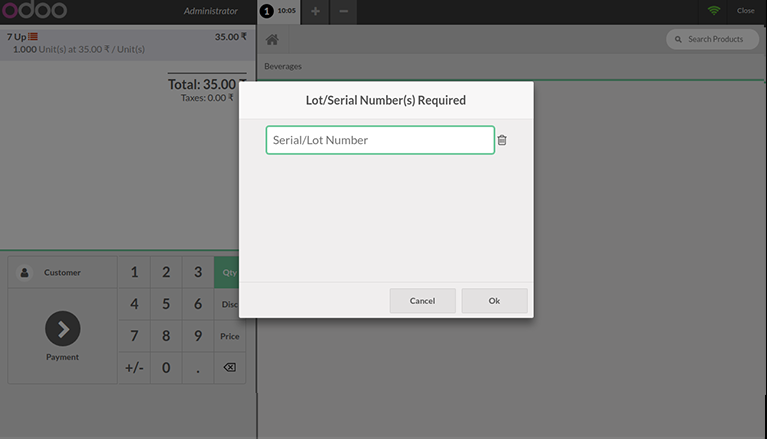 odoo
Administrator
1 10:05
Close
7 Up 35.00 ₹
1.000 Unit(s) at 35.00 ₹ / Unit(s)
Search Products
Beverages
Total: 35.00 ₹
Taxes: 0.00 ₹
Lot/Serial Number(s) Required
Serial/Lot Number
Cancel
Ok
Customer
1 2 3 Qty
4 5 6 Disc
7 8 9 Price
+/- 0 .
Payment